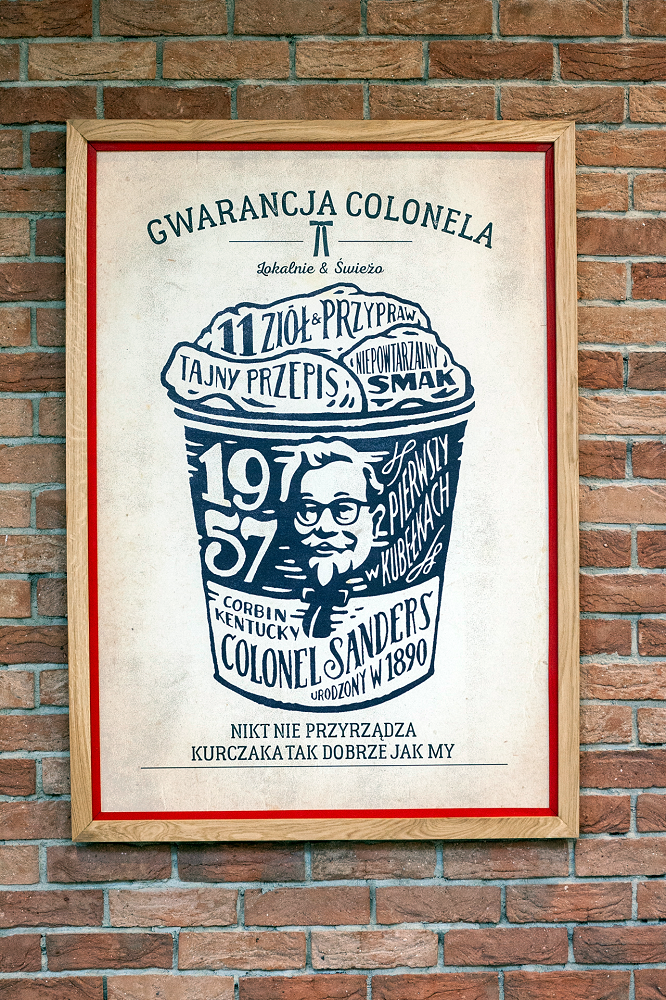 GWARANCJA COLONELA
Lokalnie & Świeżo
11 ZIÓŁ & PRZYPRAW
TAJNY PRZEPIS
NIEPOWTARZALNY
SMAK
19
57
PIERWSZY
W KUBEŁKACH
CORBIN
KENTUCKY
COLONEL SANDERS
URODZONY W 1890
NIKT NIE PRZYRZĄDZA
KURCZAKA TAK DOBRZE JAK MY